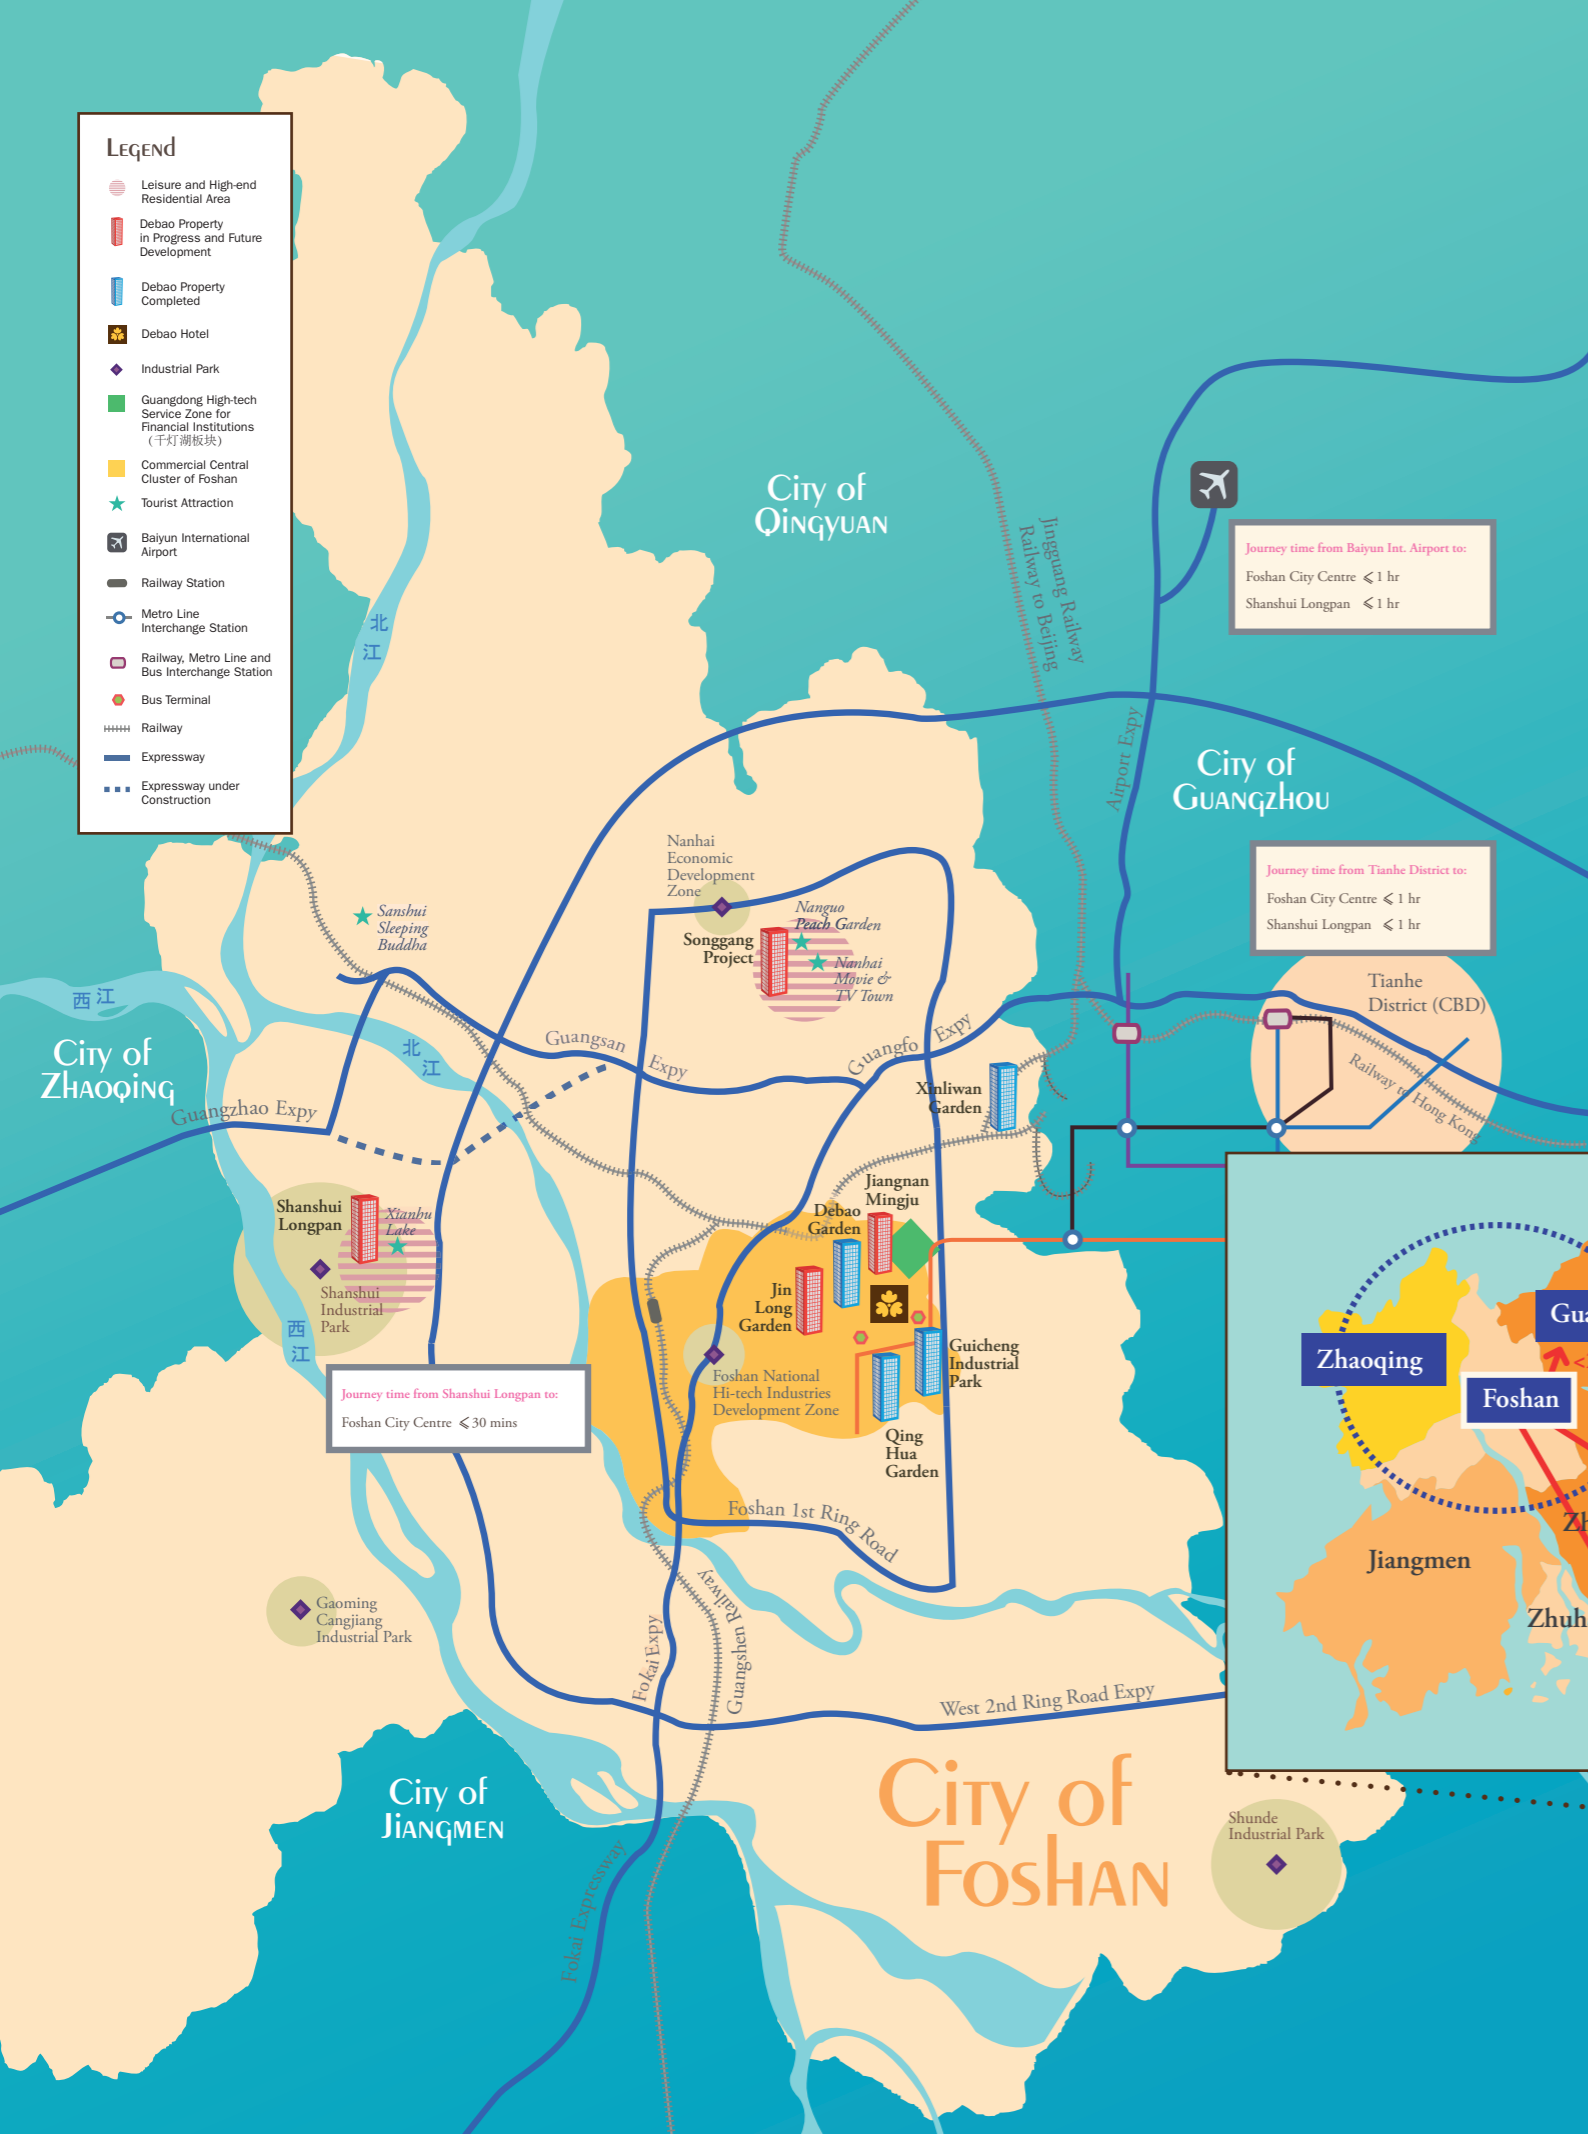 Legend
Leisure and High-end
Residential Area
Debao Property
in Progress and Future
Development
Debao Property
Completed
Debao Hotel
Industrial Park
Guangdong High-tech
Service Zone for
Financial Institutions
(千灯湖板块)
Commercial Central
Cluster of Foshan
Tourist Attraction
Baiyun International
Airport
Railway Station
Metro Line
Interchange Station
Railway, Metro Line and
Bus Interchange Station
Bus Terminal
Railway
Expressway
Expressway under
Construction
City of
Qingyuan
Jingguang Railway
Railway to Beijing
Journey time from Baiyun Int. Airport to:
Foshan City Centre ⩽ 1 hr
Shanshui Longpan ⩽ 1 hr
北
江
Airport Expy
City of
Guangzhou
Journey time from Tianhe District to:
Foshan City Centre ⩽ 1 hr
Shanshui Longpan ⩽ 1 hr
Nanhai
Economic
Development
Zone
Sanshui
Sleeping
Buddha
Nanguo
Peach Garden
Songgang
Project
Nanhai
Movie &
TV Town
Tianhe
District (CBD)
西江
City of
Zhaoqing
北
江
Guangsan Expy
Guangfo Expy
Guangzhao Expy
Xinliwan
Garden
Railway to Hong Kong
Jiangnan
Mingju
Debao
Garden
Shanshui
Longpan
Xianhu
Lake
Shanshui
Industrial
Park
西
江
Jin
Long
Garden
Guicheng
Industrial
Park
Foshan National
Hi-tech Industries
Development Zone
Qing
Hua
Garden
Journey time from Shanshui Longpan to:
Foshan City Centre ⩽ 30 mins
Gua
Zhaoqing
<
Foshan
Zh
Jiangmen
Zhuh
Foshan 1st Ring Road
Gaoming
Cangjiang
Industrial Park
Fokai Expy
Guangshen Railway
West 2nd Ring Road Expy
City of
Jiangmen
City of
Foshan
Shunde
Industrial Park
Fokai Expressway